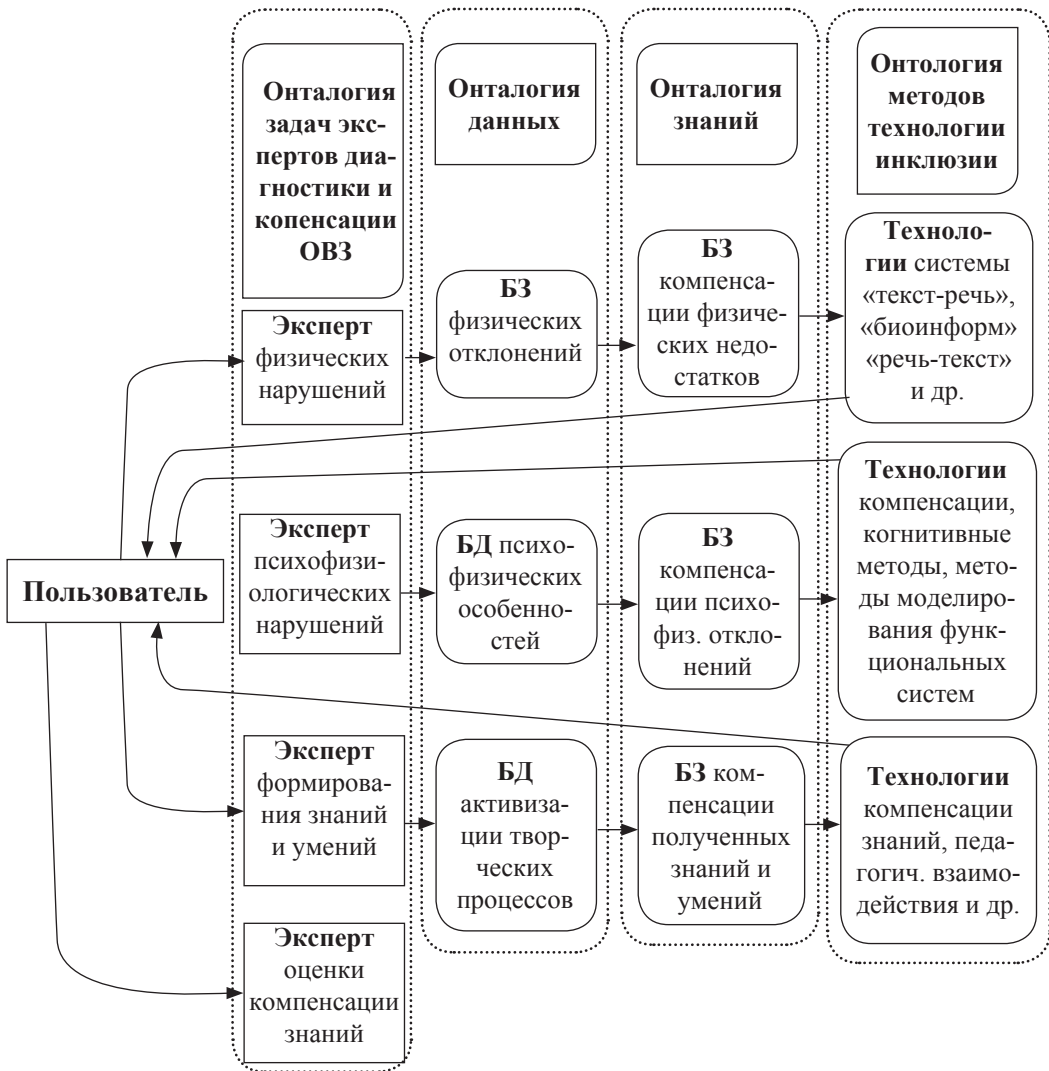 Онталогия
задач экс-
пертов диа-
гностики и
копенсации
ОВЗ
Онталогия
данных
Онталогия
знаний
Онтология
методов
технологии
инклюзии
Эксперт
физических
нарушений
БЗ
физических
отклонений
БЗ
компенса-
ции физиче-
ских недо-
статков
Техноло-
гии системы
«текст-речь»,
«биоинформ»
«речь-текст»
и др.
Пользователь
Эксперт
психофизи-
ологических
нарушений
БД психо-
физических
особенно-
стей
БЗ
компенса-
ции психо-
физ. откло-
нений
Технологии
компенсации,
когнитивные
методы, мето-
ды моделиро-
вания функ-
циональных
систем
Эксперт
формирова-
ния знаний
и умений
БД
активиза-
ции твор-
ческих
процессов
БЗ ком-
пенсации
полученных
знаний и
умений
Технологии
компенсации
знаний, педа-
гогич. взаимо-
действия и др.
Эксперт
оценки
компенсации
знаний